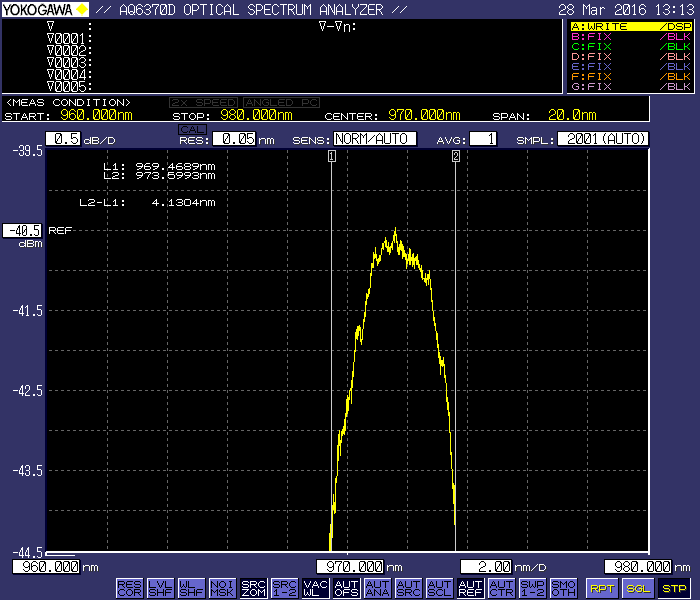 YOKOGAWA // AQ6370D OPTICAL SPECTRUM ANALYZER // 28 Mar 2016 13:13
∇ : ∇-∇n:
∇0001:
∇0002:
∇0003:
∇0004:
∇0005:
A:WRITE /DSP
B:FIX /BLK
C:FIX /BLK
D:FIX /BLK
E:FIX /BLK
F:FIX /BLK
G:FIX /BLK
<MEAS CONDITION> 2X SPEED ANGLED PC
START: 960.000nm STOP: 980.000nm CENTER: 970.000nm SPAN: 20.0nm
CAL
0.5 dB/D RES: 0.05 nm SENS: NORM/AUTO AVG: 1 SMPL: 2001(AUTO)
-39.5
1 2
L1: 969.4689nm
L2: 973.5993nm
L2-L1: 4.1304nm
-40.5 REF
dBm
-41.5
-42.5
-43.5
-44.5
960.000 nm 970.000 nm 2.00 nm/D 980.000 nm
RES COR LVL SHF WL SHF NOI MSK SRC ZOM SRC 1-2 VAC WL AUT OFS AUT ANA AUT SRC AUT SCL AUT REF AUT CTR SWP 1-2 SMO OTH RPT SGL STP